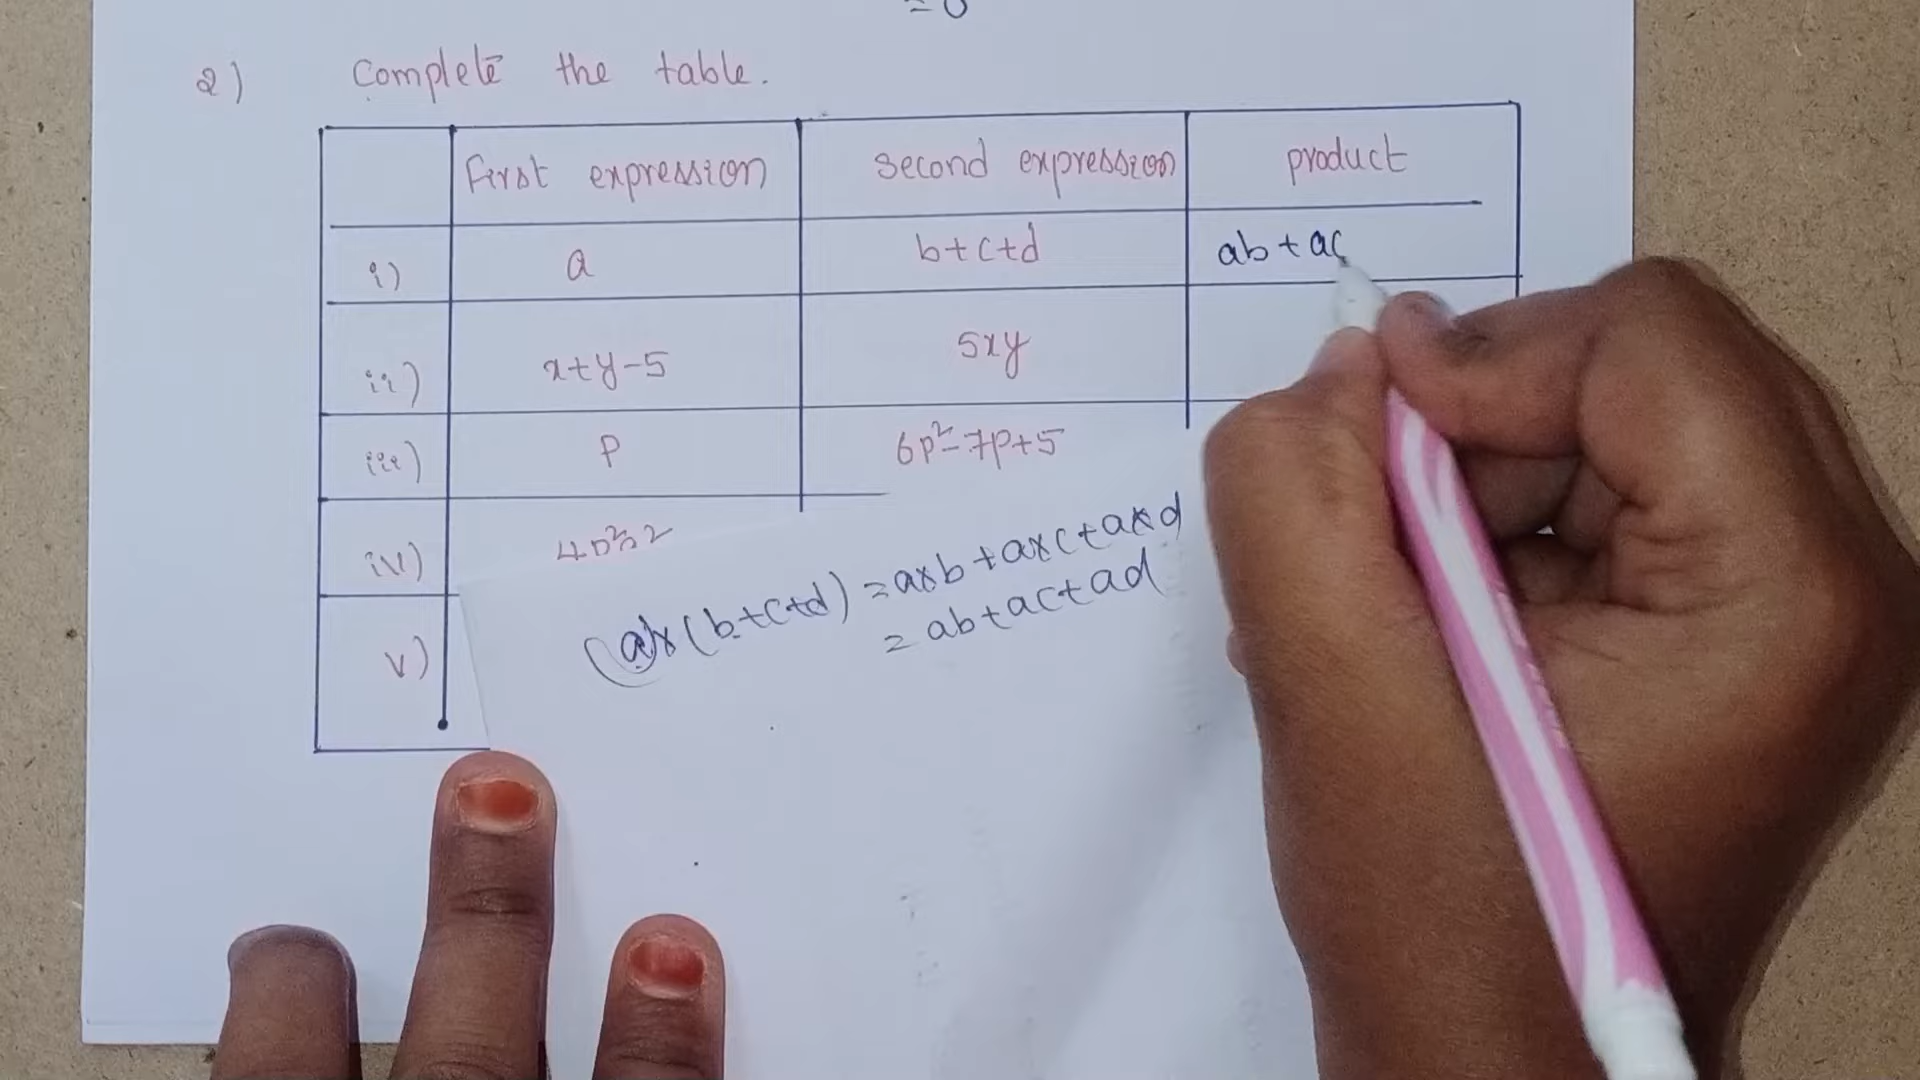 = 0
2) Complete the table.
First expression second expression product
i) a b+c+d ab + ac
ii) x+y-5 5xy
iii) p 6p²-7p+5
iv)
a×(b+c+d) = a×b + a×c + a×d
= ab+ac+ad
v)